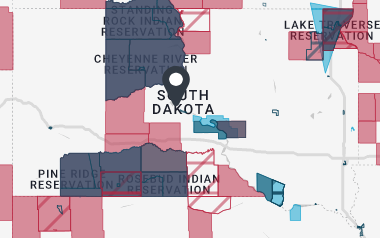 STANDING
ROCK INDIAN
RESERVATION
LAKE TRAVERSE
RESERVATION
CHEYENNE RIVER
RESERVATION
SOUTH
DAKOTA
PINE RIDGE
RESERVATION
ROSEBUD INDIAN
RESERVATION